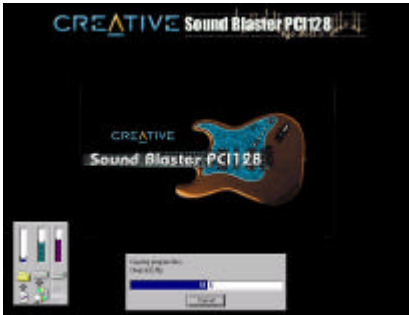 CREATIVE Sound Blaster PCI128
CREATIVE
Sound Blaster PCI128
Copying program files...
Cancel